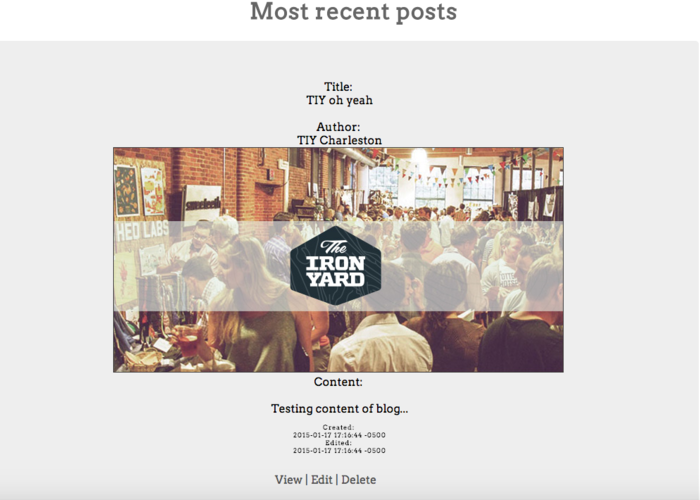 Most recent posts
Title:
TIY oh yeah
Author:
TIY Charleston
HEO LABS
The
IRON
YARD
Content:
Testing content of blog...
Created:
2015-01-17 17:16:44 -0500
Edited:
2015-01-17 17:16:44 -0500
View | Edit | Delete